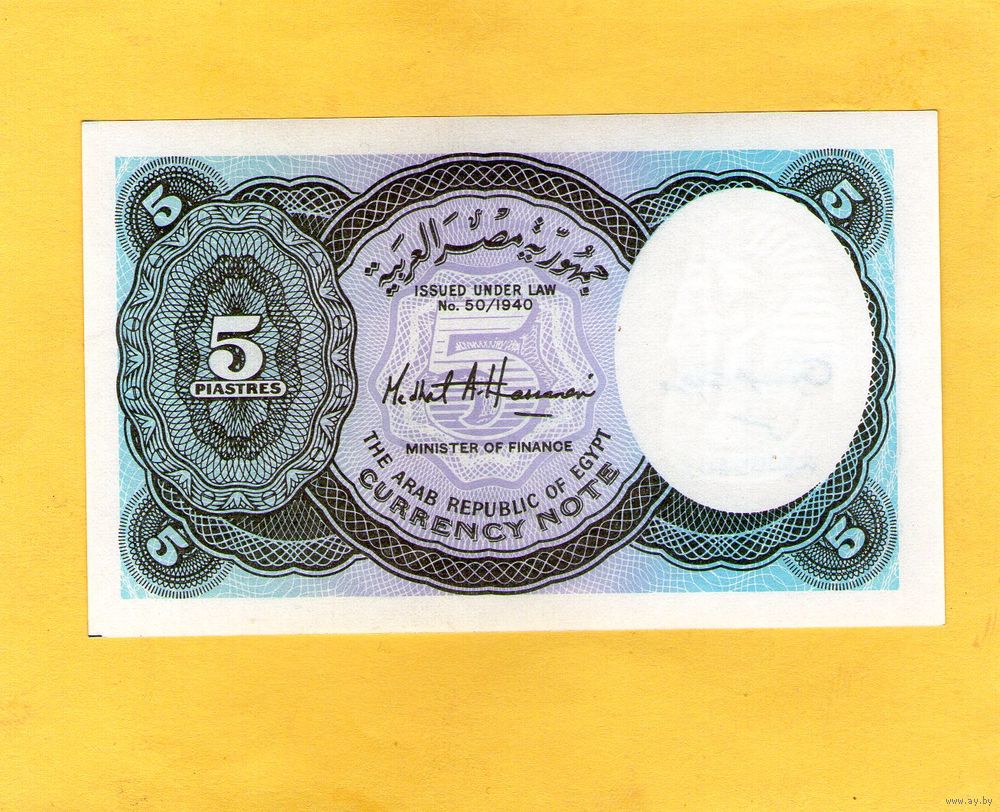 5
5
جمهورية مصر العربية
ISSUED UNDER LAW
No. 50/1940
5
PIASTRES
5
Medhat A. Hassanein
MINISTER OF FINANCE
THE ARAB REPUBLIC OF EGYPT
CURRENCY NOTE
5
5
www.ay.by